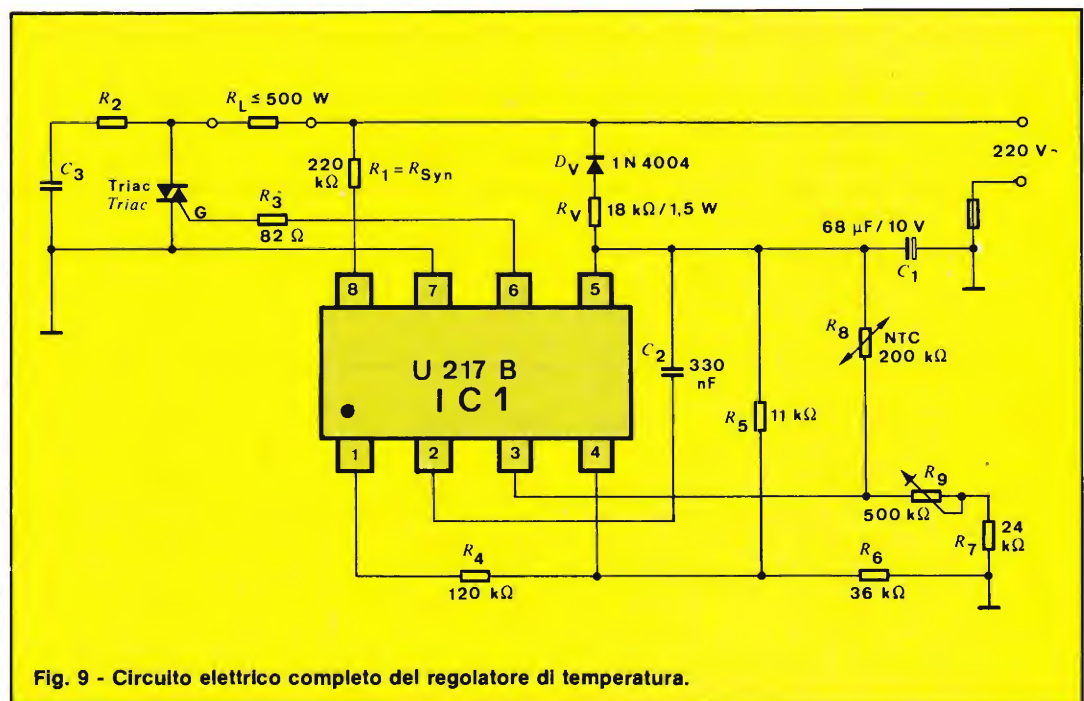 R2
RL ≤ 500 W
220 V~
C3
Triac
Triac
G
R3
82 Ω
220 kΩ
R1 = RSyn
DV
1N 4004
RV
18 kΩ/1,5 W
68 µF/10 V
C1
8
7
6
5
U 217 B
IC1
C2
330 nF
R5
11 kΩ
R8
NTC
200 kΩ
1
2
3
4
R9
500 kΩ
R7
24 kΩ
R4
120 kΩ
R6
36 kΩ
Fig. 9 - Circuito elettrico completo del regolatore di temperatura.